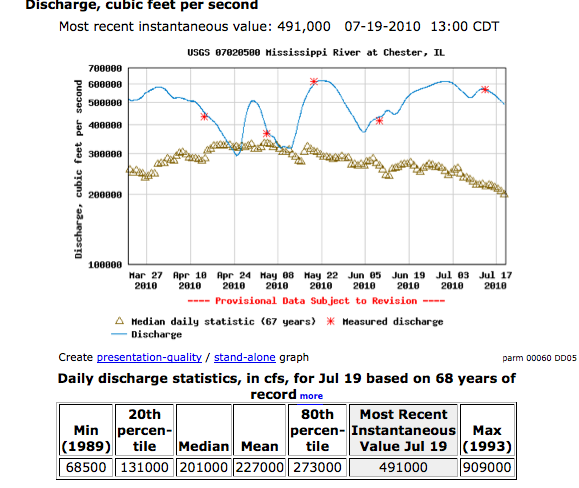 Discharge, cubic feet per second
Most recent instantaneous value: 491,000 07-19-2010 13:00 CDT
USGS 07020500 Mississippi River at Chester, IL
Discharge, cubic feet per second
700000
600000
500000
400000
300000
200000
100000
Mar 27 Apr 10 Apr 24 May 08 May 22 Jun 05 Jun 19 Jul 03 Jul 17
2010 2010 2010 2010 2010 2010 2010 2010 2010
---- Provisional Data Subject to Revision ----
Median daily statistic (67 years) Measured discharge
Discharge
Create presentation-quality / stand-alone graph parm 00060 DD05
Daily discharge statistics, in cfs, for Jul 19 based on 68 years of
record more
Min (1989) 20th percen-tile Median Mean 80th percen-tile Most Recent Instantaneous Value Jul 19 Max (1993)
68500 131000 201000 227000 273000 491000 909000